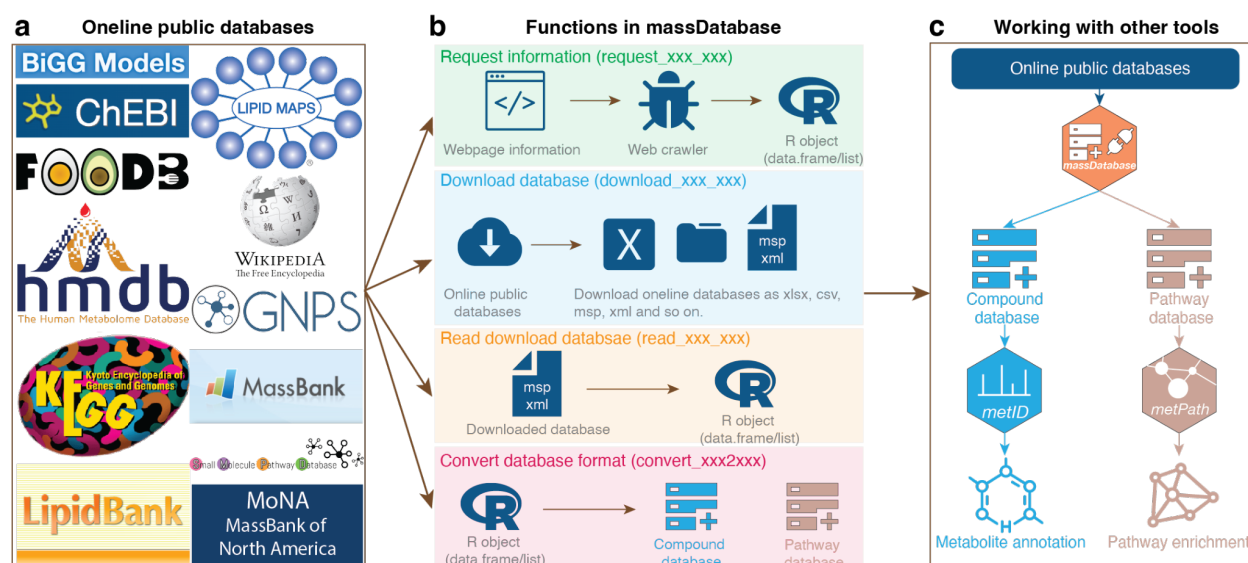 a Oneline public databases
BiGG Models
ChEBI
LIPID MAPS
®
FOODB
WIKIPEDIA
The Free Encyclopedia
hmdb
The Human Metabolome Database
GNPS
KEGG
Kyoto Encyclopedia of
Genes and Genomes
MassBank
Small Molecule Pathway Database
LipidBank
MoNA
MassBank of
North America
b Functions in massDatabase
Request information (request_xxx_xxx)
</>
Webpage information
Web crawler
R
R object
(data.frame/list)
Download database (download_xxx_xxx)
X
msp
xml
Online public
databases
Download oneline databases as xlsx, csv,
msp, xml and so on.
Read download databsae (read_xxx_xxx)
msp
xml
R
Downloaded database
R object
(data.frame/list)
Convert database format (convert_xxx2xxx)
R
R object
(data.frame/list)
Compound
database
Pathway
database
c Working with other tools
Online public databases
massDatabase
Compound
database
Pathway
database
metID
metPath
H
Metabolite annotation
Pathway enrichment